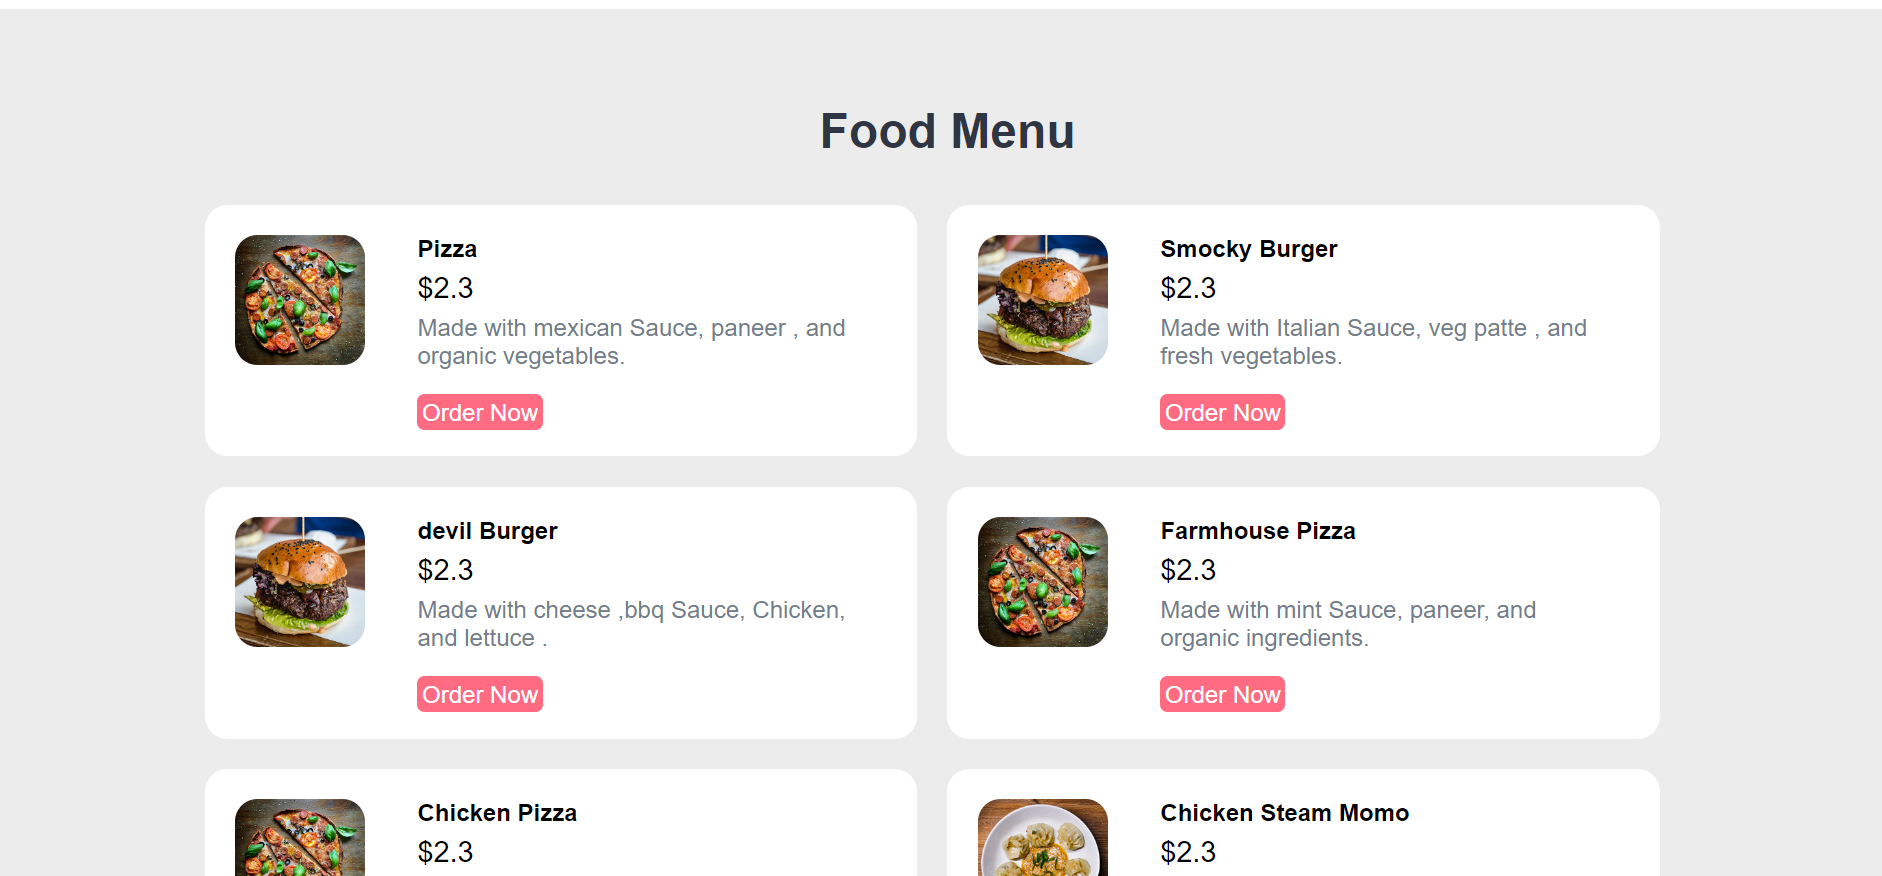 Food Menu
Pizza
$2.3
Made with mexican Sauce, paneer , and
organic vegetables.
Order Now
Smocky Burger
$2.3
Made with Italian Sauce, veg patte , and
fresh vegetables.
Order Now
devil Burger
$2.3
Made with cheese ,bbq Sauce, Chicken,
and lettuce .
Order Now
Farmhouse Pizza
$2.3
Made with mint Sauce, paneer, and
organic ingredients.
Order Now
Chicken Pizza
$2.3
Chicken Steam Momo
$2.3